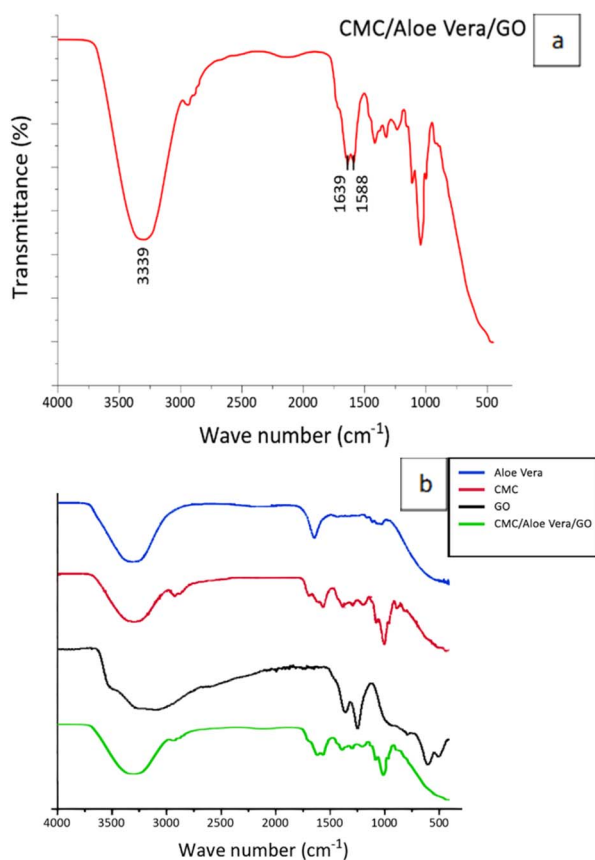 CMC/Aloe Vera/GO
a
Transmittance (%)
3339
1639
1588
4000 3500 3000 2500 2000 1500 1000 500
Wave number (cm⁻¹)
b
Aloe Vera
CMC
GO
CMC/Aloe Vera/GO
4000 3500 3000 2500 2000 1500 1000 500
Wave number (cm⁻¹)